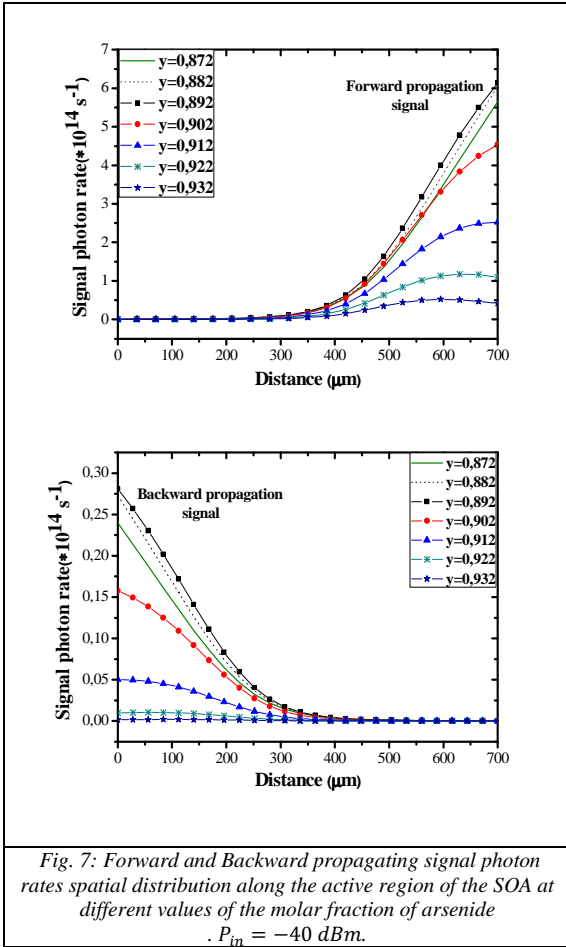 7
6
5
4
3
2
1
0
Signal photon rate(*10^14 s^-1)
y=0,872
y=0,882
y=0,892
y=0,902
y=0,912
y=0,922
y=0,932
Forward propagation
signal
0 100 200 300 400 500 600 700
Distance (μm)
0,30
0,25
0,20
0,15
0,10
0,05
0,00
Signal photon rate(*10^14 s^-1)
Backward propagation
signal
y=0,872
y=0,882
y=0,892
y=0,902
y=0,912
y=0,922
y=0,932
0 100 200 300 400 500 600 700
Distance (μm)
Fig. 7: Forward and Backward propagating signal photon
rates spatial distribution along the active region of the SOA at
different values of the molar fraction of arsenide
. P_in = −40 dBm.